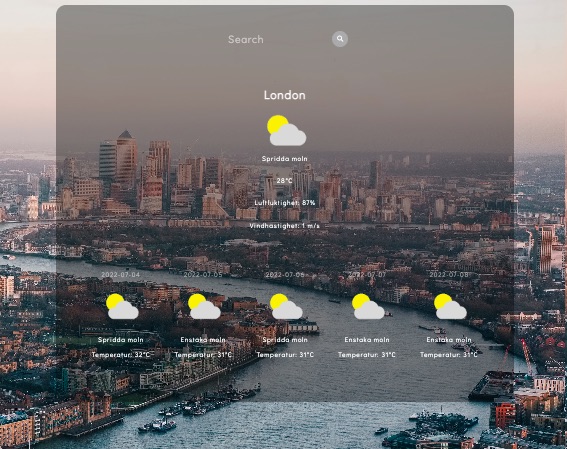 Search
London
Spridda moln
28°C
Luftfuktighet: 87%
Vindhastighet: 1 m/s
2022-07-04 2022-07-05 2022-07-06 2022-07-07 2022-07-08
Spridda moln Enstaka moln Spridda moln Enstaka moln Enstaka moln
Temperatur: 32°C Temperatur: 31°C Temperatur: 31°C Temperatur: 31°C Temperatur: 31°C